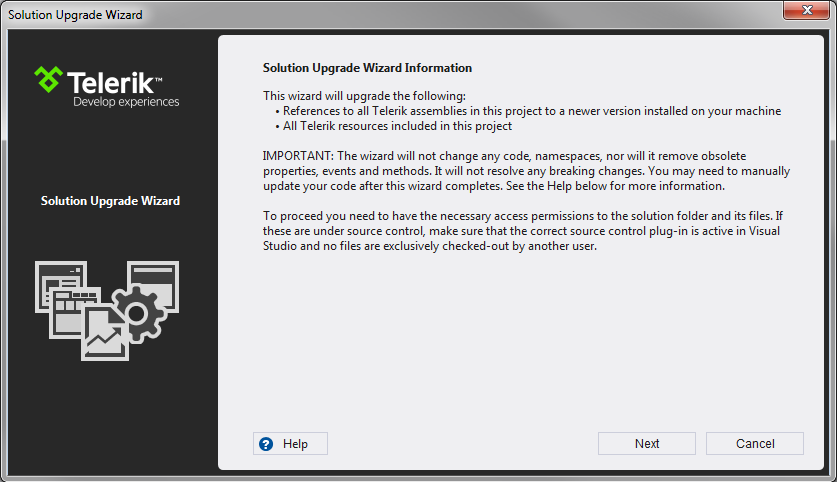 Solution Upgrade Wizard
Telerik™
Develop experiences
Solution Upgrade Wizard
Solution Upgrade Wizard Information
This wizard will upgrade the following:
• References to all Telerik assemblies in this project to a newer version installed on your machine
• All Telerik resources included in this project
IMPORTANT: The wizard will not change any code, namespaces, nor will it remove obsolete
properties, events and methods. It will not resolve any breaking changes. You may need to manually
update your code after this wizard completes. See the Help below for more information.
To proceed you need to have the necessary access permissions to the solution folder and its files. If
these are under source control, make sure that the correct source control plug-in is active in Visual
Studio and no files are exclusively checked-out by another user.
? Help
Next
Cancel